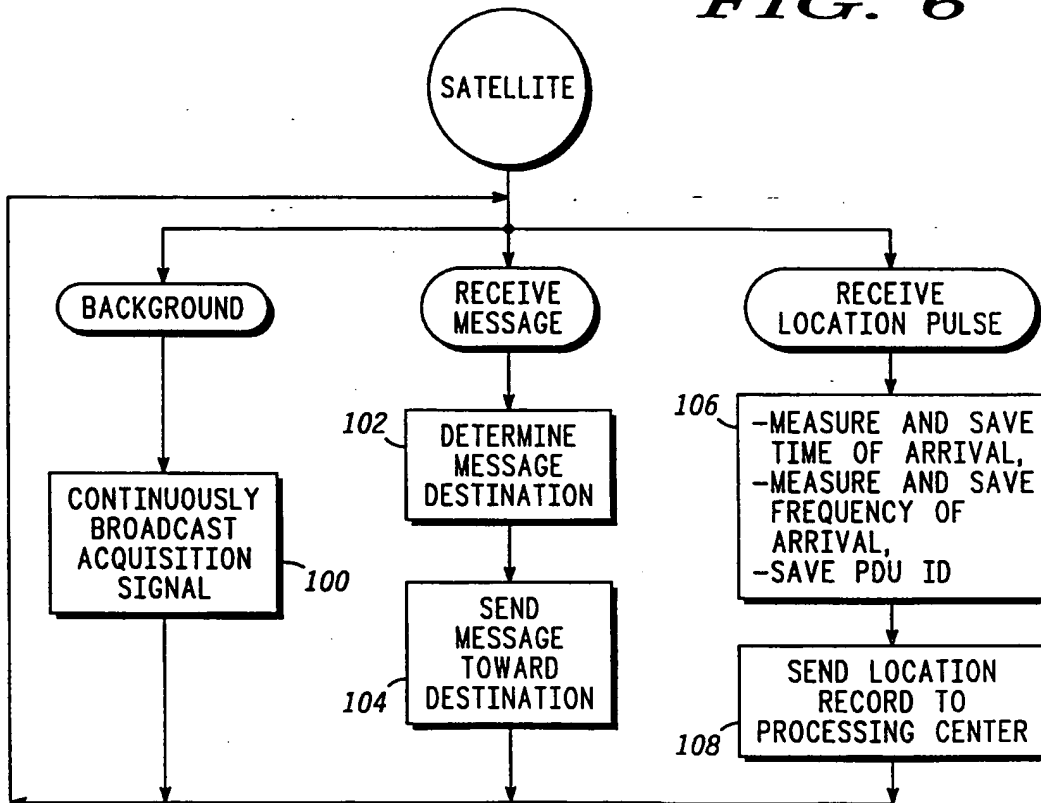 FIG. 6
SATELLITE
BACKGROUND
RECEIVE
MESSAGE
RECEIVE
LOCATION PULSE
100
CONTINUOUSLY
BROADCAST
ACQUISITION
SIGNAL
102
DETERMINE
MESSAGE
DESTINATION
104
SEND
MESSAGE
TOWARD
DESTINATION
106
-MEASURE AND SAVE
TIME OF ARRIVAL,
-MEASURE AND SAVE
FREQUENCY OF
ARRIVAL,
-SAVE PDU ID
108
SEND LOCATION
RECORD TO
PROCESSING CENTER